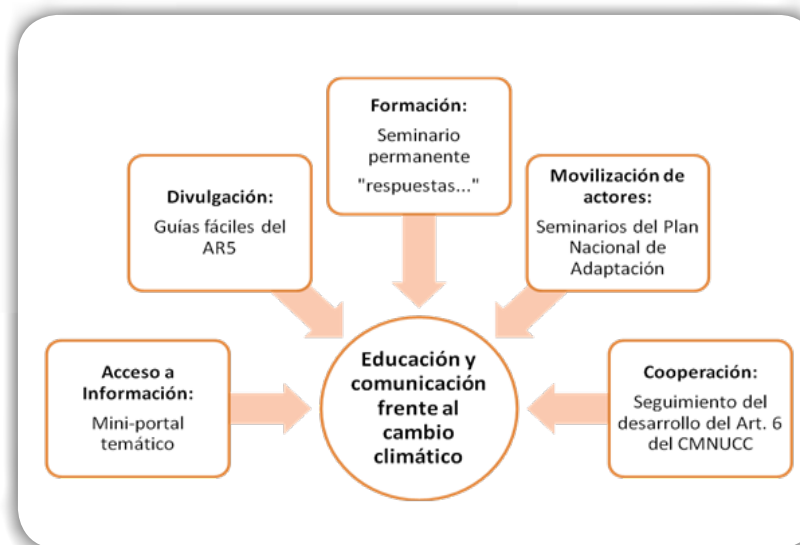 Formación:
Seminario
permanente
"respuestas..."
Divulgación:
Guías fáciles del
AR5
Movilización de
actores:
Seminarios del Plan
Nacional de
Adaptación
Acceso a
Información:
Mini-portal
temático
Educación y
comunicación
frente al
cambio
climático
Cooperación:
Seguimiento del
desarrollo del Art. 6
del CMNUCC